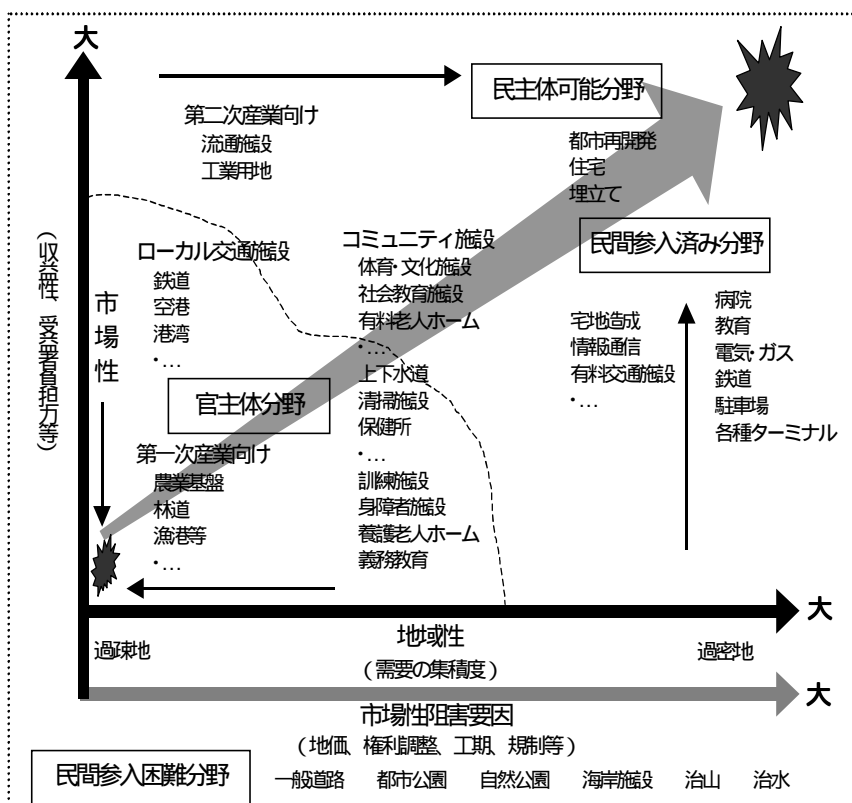 大
民主体可能分野
第二次産業向け
流通施設
工業用地
都市再開発
住宅
埋立て
民間参入済み分野
(収益性、受益者負担力等)
市場性
ローカル交通施設
鉄道
空港
港湾
・…
コミュニティ施設
体育・文化施設
社会教育施設
有料老人ホーム
・…
上下水道
清掃施設
保健所
・…
訓練施設
身障者施設
養護老人ホーム
義務教育
宅地造成
情報通信
有料交通施設
・…
病院
教育
電気・ガス
鉄道
駐車場
各種ターミナル
官主体分野
第一次産業向け
農業基盤
林道
漁港等
・…
大
過疎地
地域性
(需要の集積度)
過密地
大
市場性阻害要因
(地価、権利調整、工期、規制等)
民間参入困難分野
一般道路 都市公園 自然公園 海岸施設 治山 治水